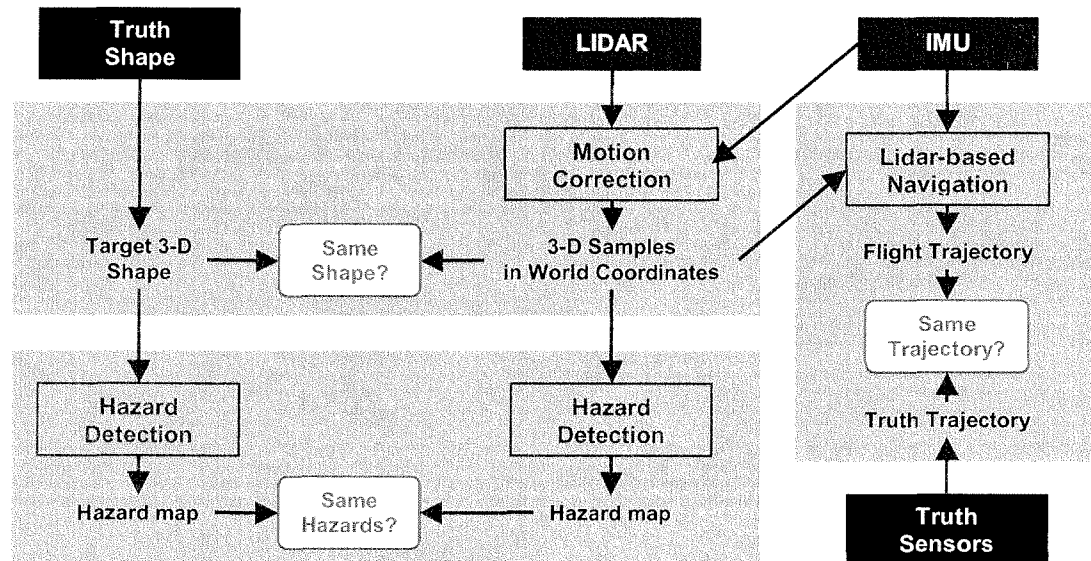 Truth
Shape
LIDAR
IMU
Motion
Correction
Lidar-based
Navigation
Target 3-D
Shape
Same
Shape?
3-D Samples
in World Coordinates
Flight Trajectory
Same
Trajectory?
Hazard
Detection
Hazard
Detection
Truth Trajectory
Hazard map
Same
Hazards?
Hazard map
Truth
Sensors